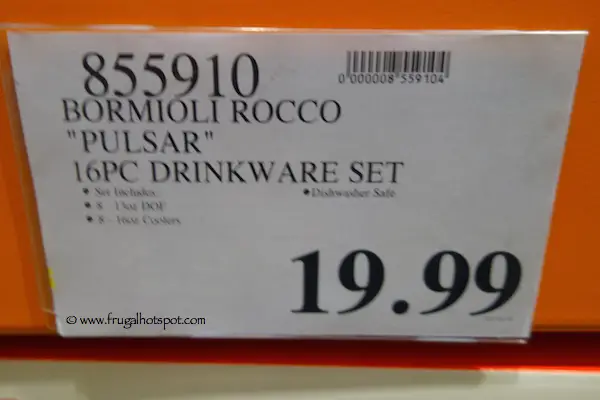 855910
0 000008 559104
BORMIOLI ROCCO
"PULSAR"
16PC DRINKWARE SET
• Set Includes:
• Dishwasher Safe
• 8 - 13oz DOF
• 8 - 16oz Coolers
19.99
© www.frugalhotspot.com